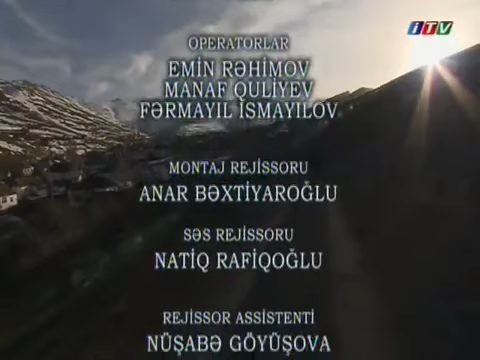 iTV
OPERATORLAR
EMİN RƏHİMOV
MANAF QULİYEV
FƏRMAYIL İSMAYILOV
MONTAJ REJİSSORU
ANAR BƏXTİYAROĞLU
SƏS REJİSSORU
NATİQ RAFİQOĞLU
REJİSSOR ASSİSTENTİ
NÜŞABƏ GÖYÜŞOVA